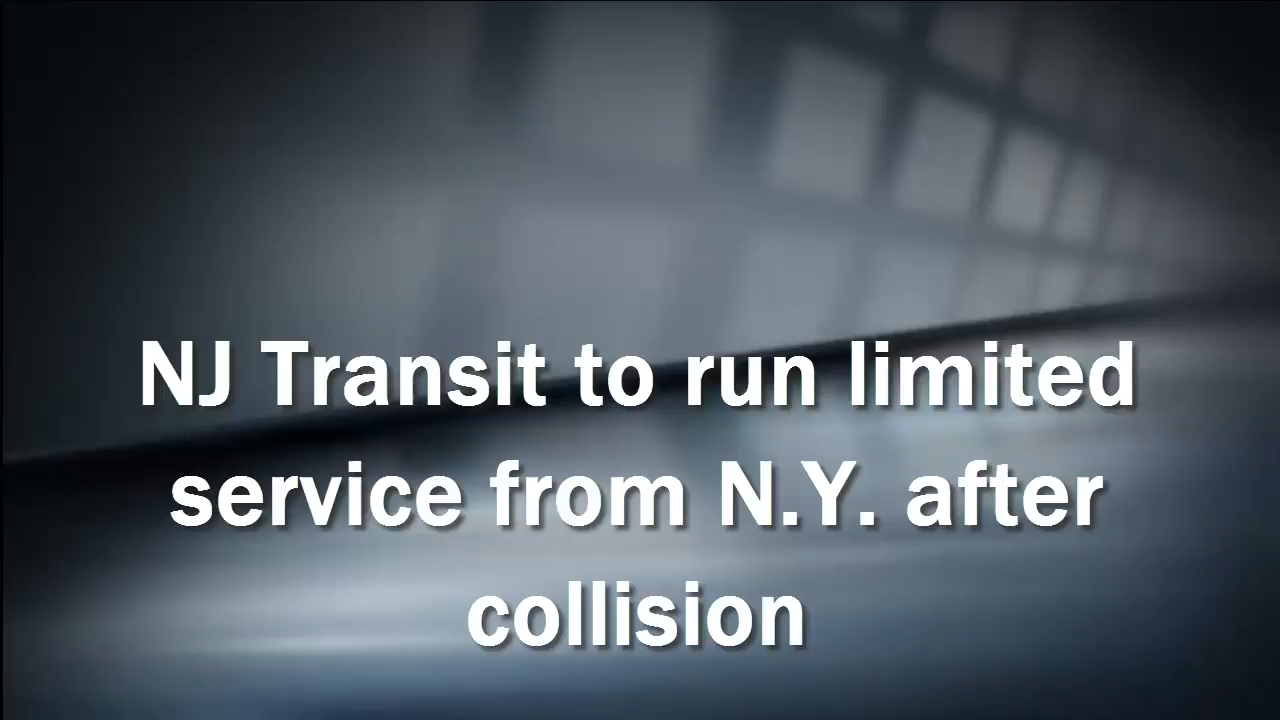 NJ Transit to run limited
service from N.Y. after
collision